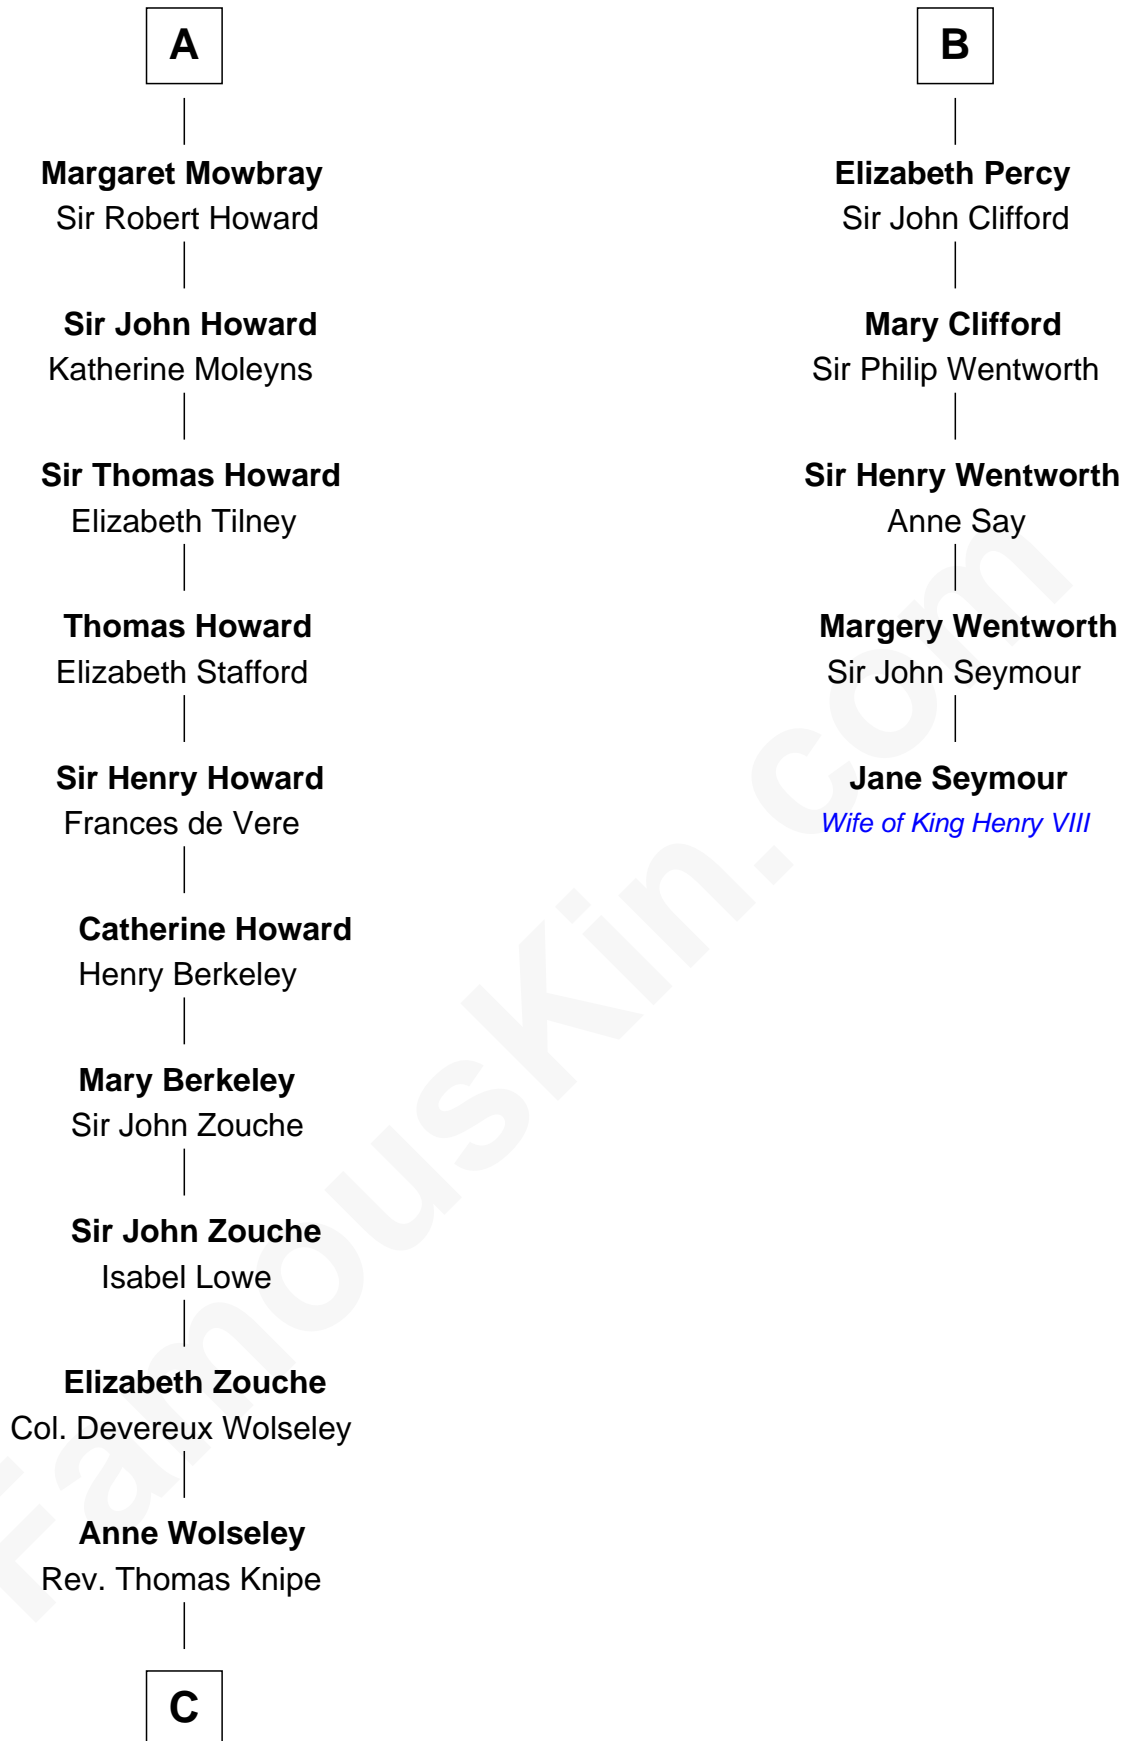 A
Margaret Mowbray
Sir Robert Howard
Sir John Howard
Katherine Moleyns
Sir Thomas Howard
Elizabeth Tilney
Thomas Howard
Elizabeth Stafford
Sir Henry Howard
Frances de Vere
Catherine Howard
Henry Berkeley
Mary Berkeley
Sir John Zouche
Sir John Zouche
Isabel Lowe
Elizabeth Zouche
Col. Devereux Wolseley
Anne Wolseley
Rev. Thomas Knipe
C
B
Elizabeth Percy
Sir John Clifford
Mary Clifford
Sir Philip Wentworth
Sir Henry Wentworth
Anne Say
Margery Wentworth
Sir John Seymour
Jane Seymour
Wife of King Henry VIII
FamousKin.com